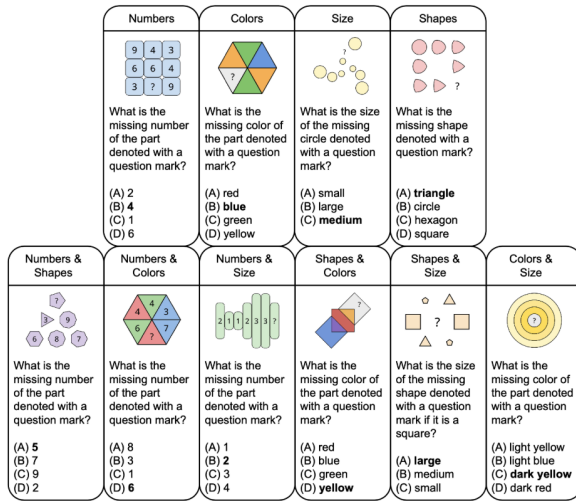 Numbers
9 4 3
6 6 4
3 ? 9
What is the
missing number
of the part
denoted with a
question mark?
(A) 2
(B) 4
(C) 1
(D) 6
Colors
?
What is the
missing color of
the part denoted
with a question
mark?
(A) red
(B) blue
(C) green
(D) yellow
Size
?
What is the size
of the missing
circle denoted
with a question
mark?
(A) small
(B) large
(C) medium
Shapes
?
What is the
missing shape
denoted with a
question mark?
(A) triangle
(B) circle
(C) hexagon
(D) square
Numbers &
Shapes
?
3 9
6 8 7
What is the
missing number
of the part
denoted with a
question mark?
(A) 5
(B) 7
(C) 9
(D) 2
Numbers &
Colors
4
4 3
6 7
?
What is the
missing number
of the part
denoted with a
question mark?
(A) 8
(B) 3
(C) 1
(D) 6
Numbers &
Size
2 1 1 2 3 3 ?
What is the
missing number
of the part
denoted with a
question mark?
(A) 1
(B) 2
(C) 3
(D) 4
Shapes &
Colors
?
What is the
missing color of
the part denoted
with a question
mark?
(A) red
(B) blue
(C) green
(D) yellow
Shapes &
Size
?
What is the size
of the missing
shape denoted
with a question
mark if it is a
square?
(A) large
(B) medium
(C) small
Colors &
Size
?
What is the
missing color of
the part denoted
with a question
mark?
(A) light yellow
(B) light blue
(C) dark yellow
(D) dark red